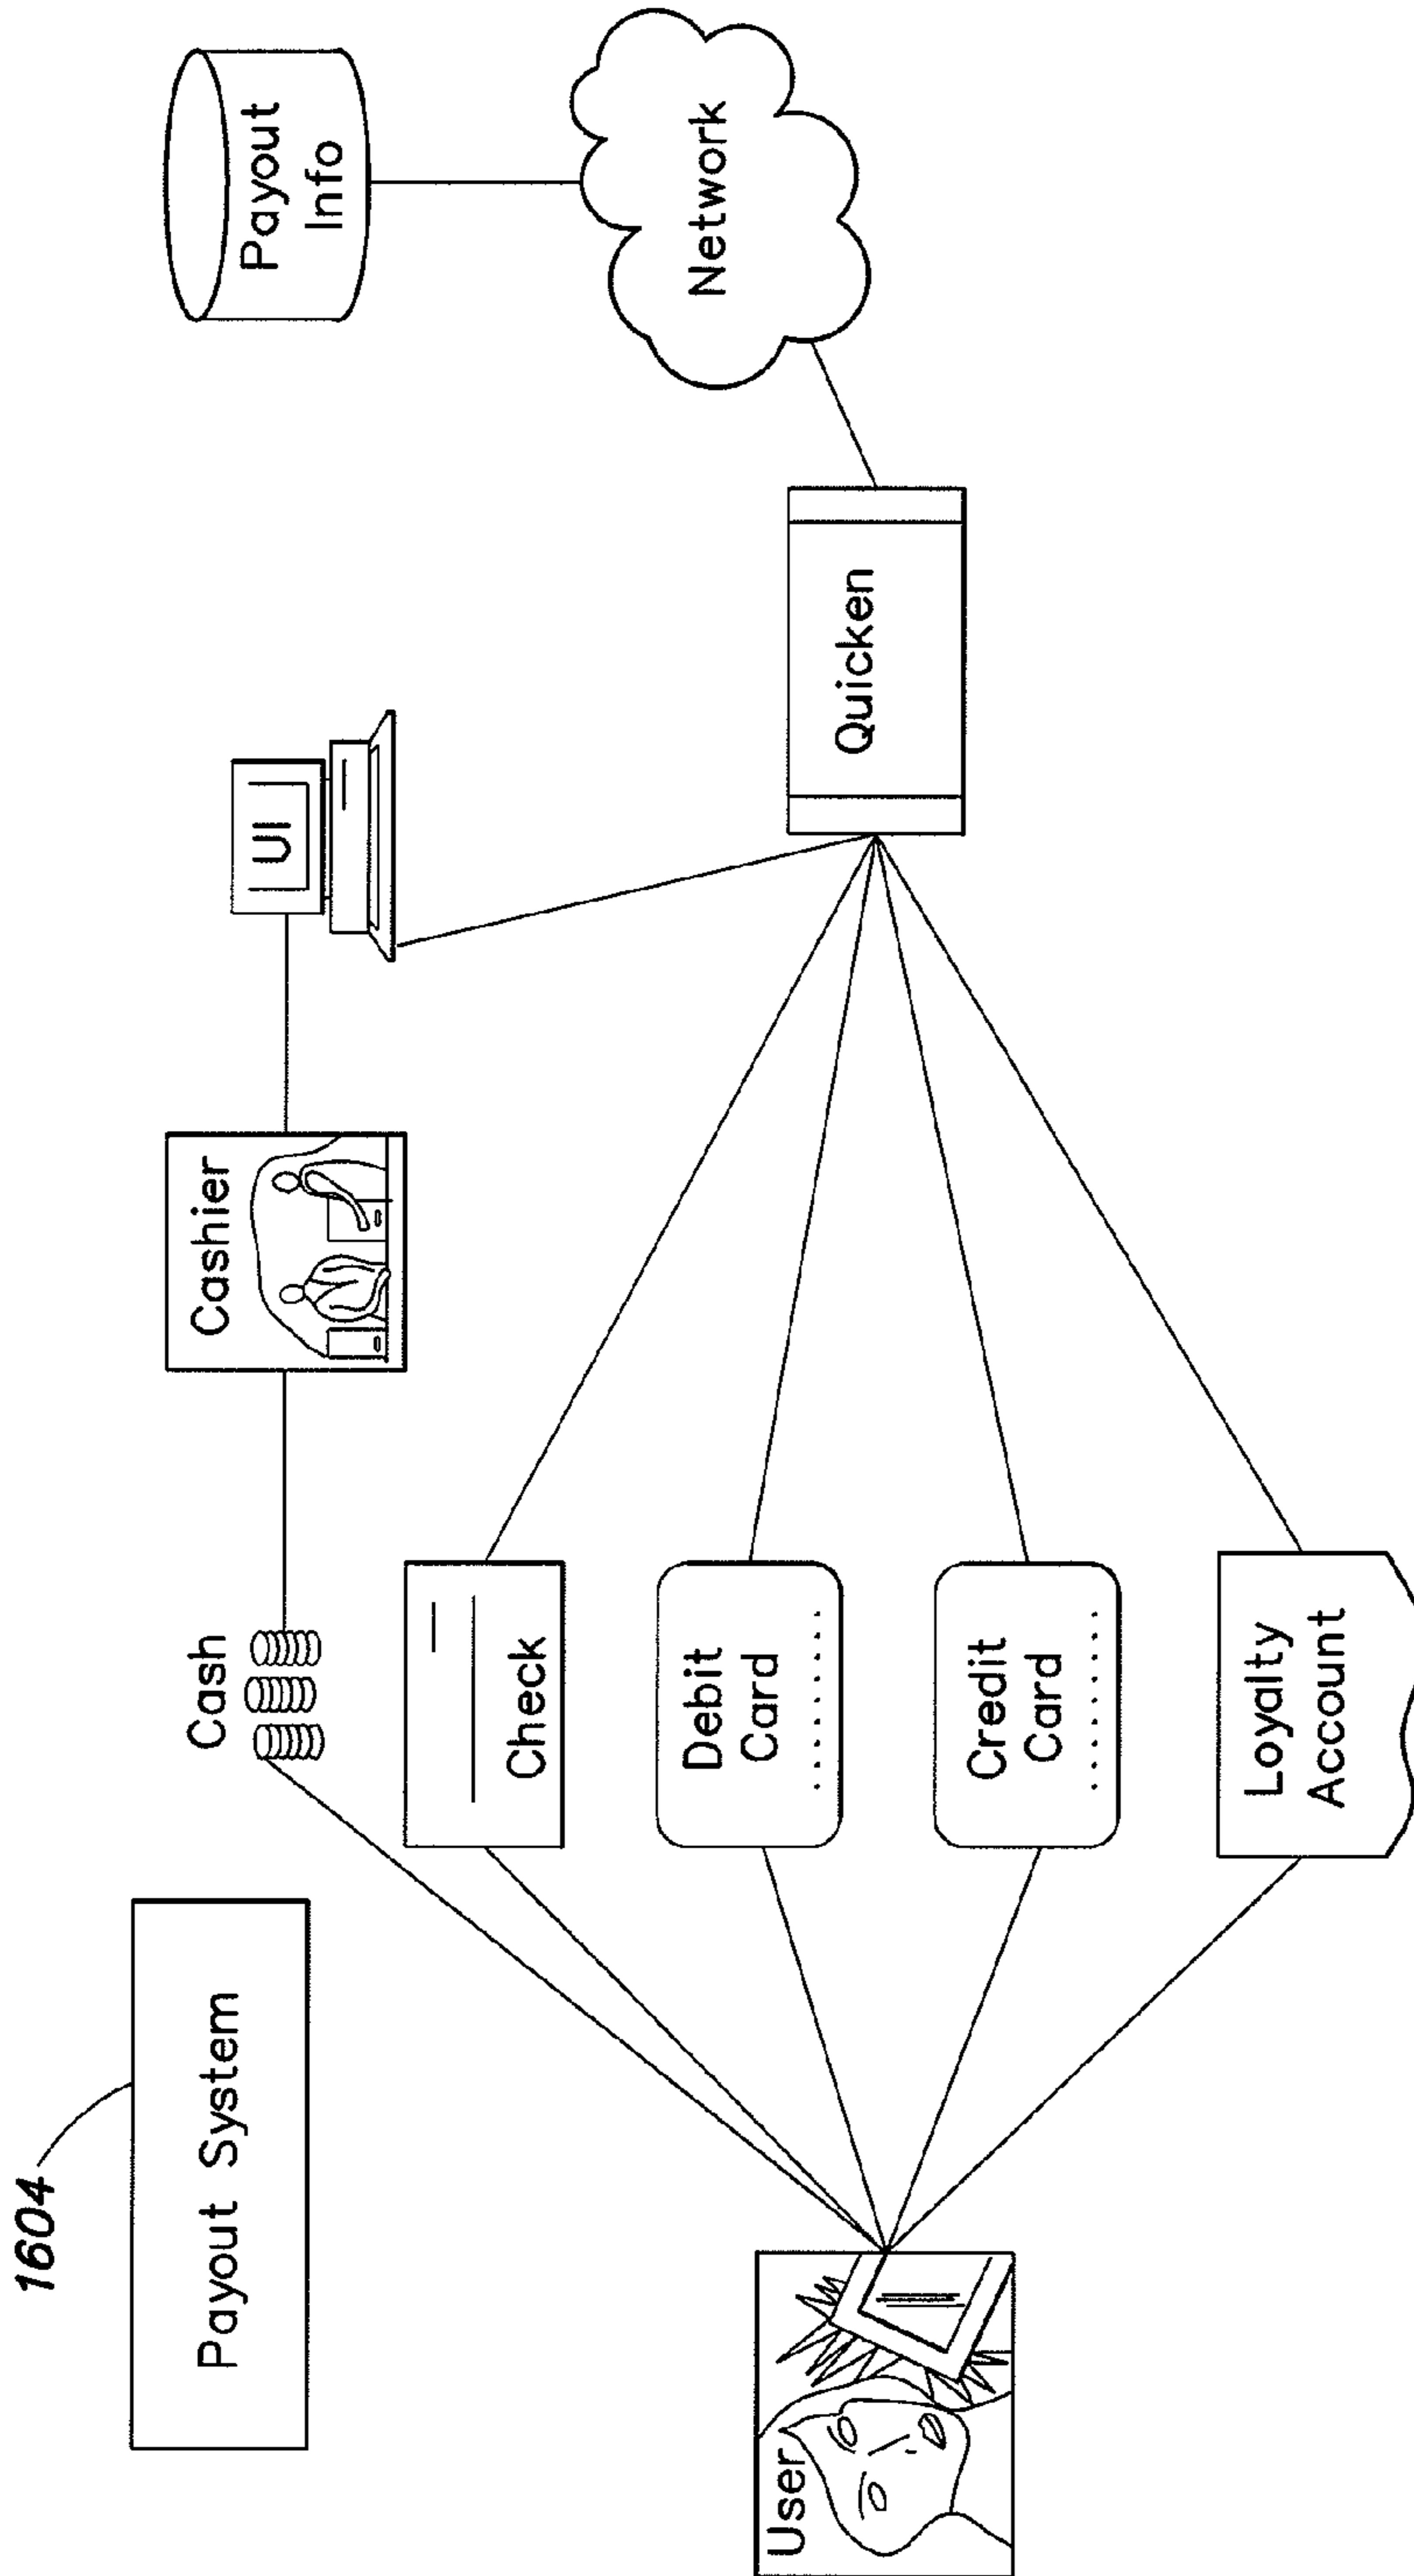 1604
Payout System
Cash
Cashier
UI
Payout
Info
Check
Debit
Card
Credit
Card
Loyalty
Account
User
Quicken
Network